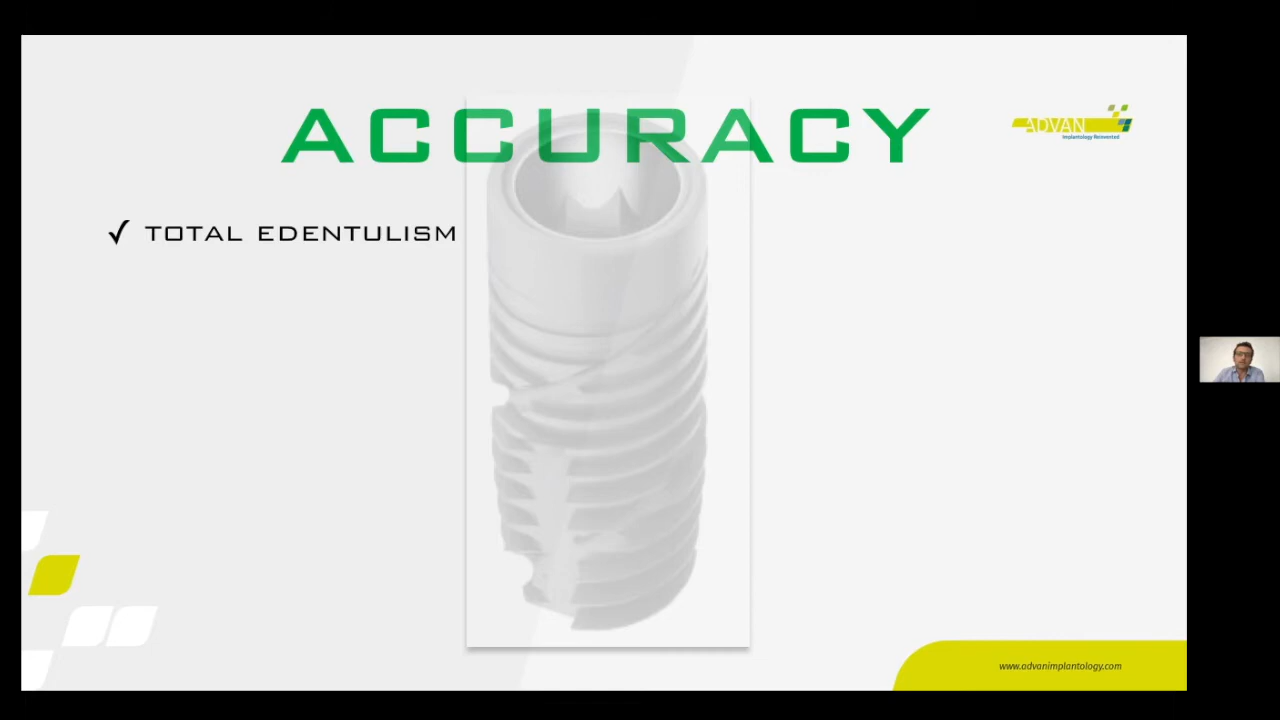 ACCURACY
ADVAN
Implantology Reinvented
✓ TOTAL EDENTULISM
www.advanimplantology.com